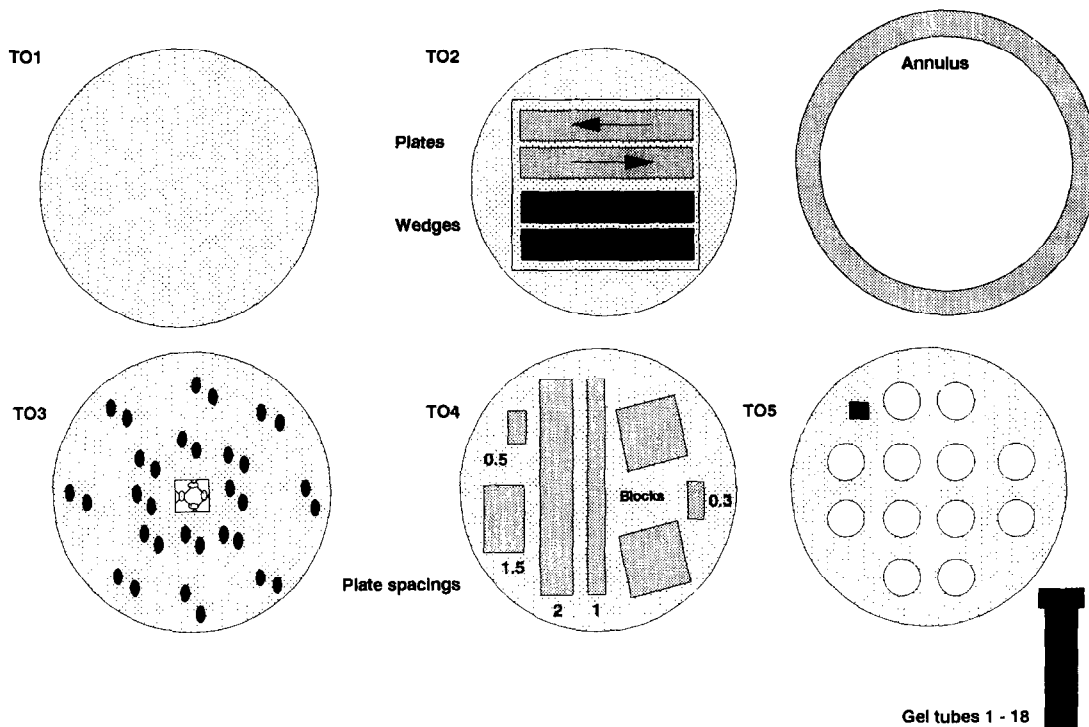 TO1
TO2
Annulus
Plates
Wedges
TO3
TO4
TO5
0.5
Blocks
0.3
1.5
Plate spacings
2
1
Gel tubes 1 - 18